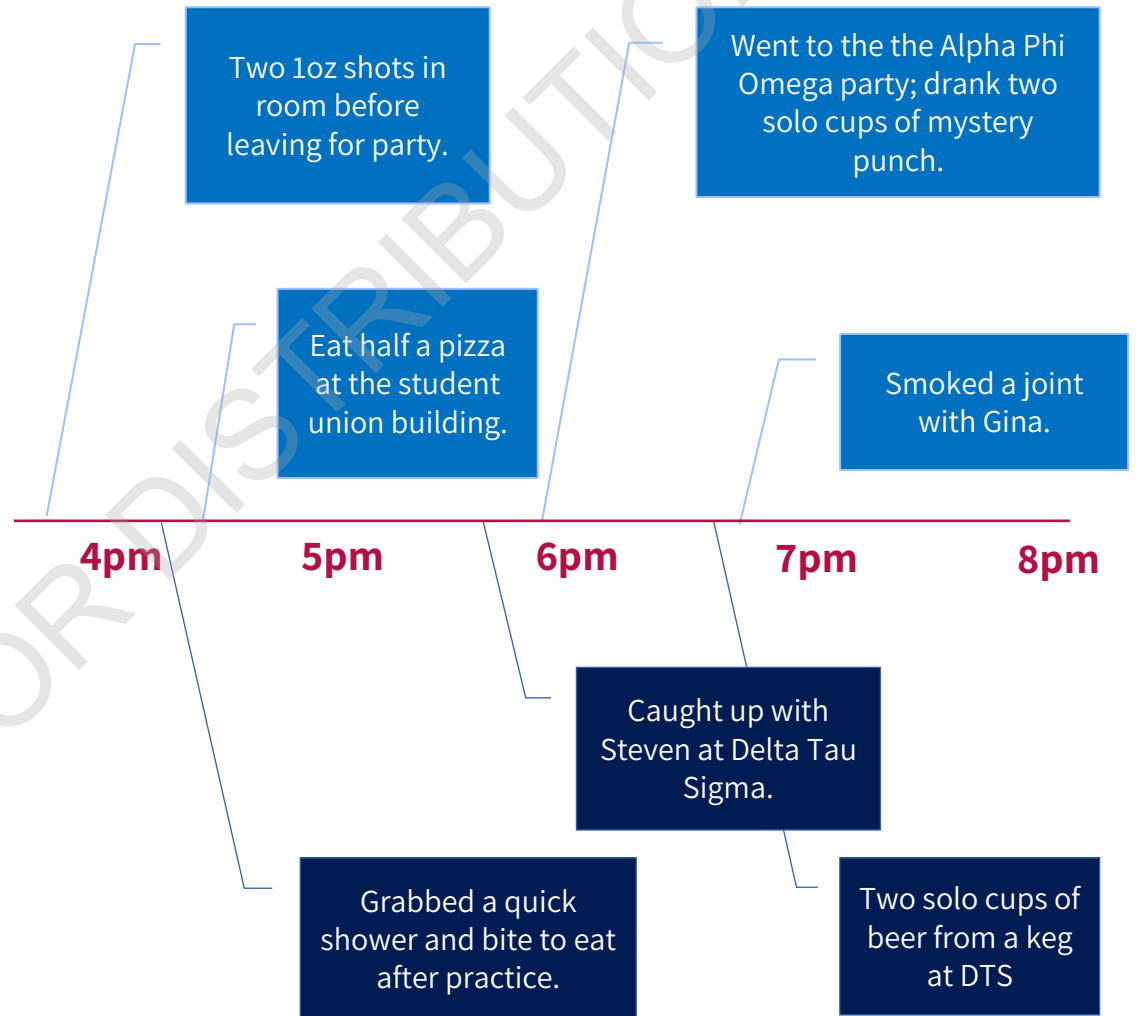 Two 1oz shots in
room before
leaving for party.
Went to the the Alpha Phi
Omega party; drank two
solo cups of mystery
punch.
Eat half a pizza
at the student
union building.
Smoked a joint
with Gina.
4pm
5pm
6pm
7pm
8pm
Caught up with
Steven at Delta Tau
Sigma.
Grabbed a quick
shower and bite to eat
after practice.
Two solo cups of
beer from a keg
at DTS
OR DISTRIBUTIO